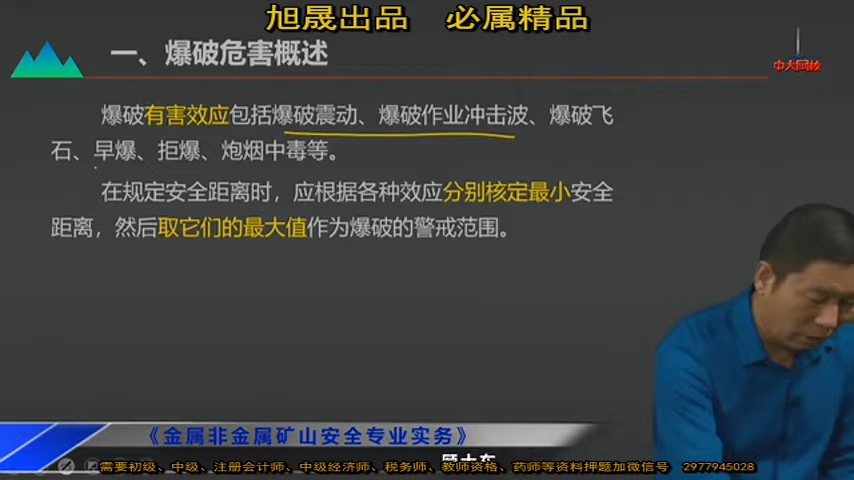 旭晟出品 必属精品
一、爆破危害概述
中大网校
爆破有害效应包括爆破震动、爆破作业冲击波、爆破飞
石、早爆、拒爆、炮烟中毒等。
在规定安全距离时，应根据各种效应分别核定最小安全
距离，然后取它们的最大值作为爆破的警戒范围。
《金属非金属矿山安全专业实务》
需要初级、中级、注册会计师、中级经济师、税务师、教师资格、药师等资料押题加微信号 2977945028